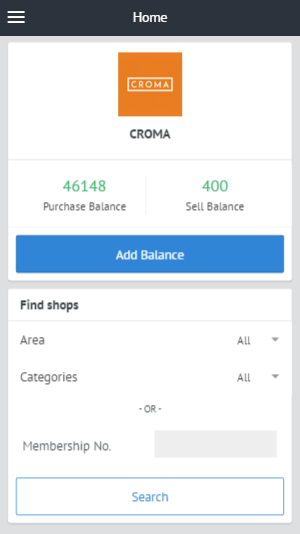 Home
CROMA
CROMA
46148
400
Purchase Balance
Sell Balance
Add Balance
Find shops
Area
All
Categories
All
- OR -
Membership No.
Search